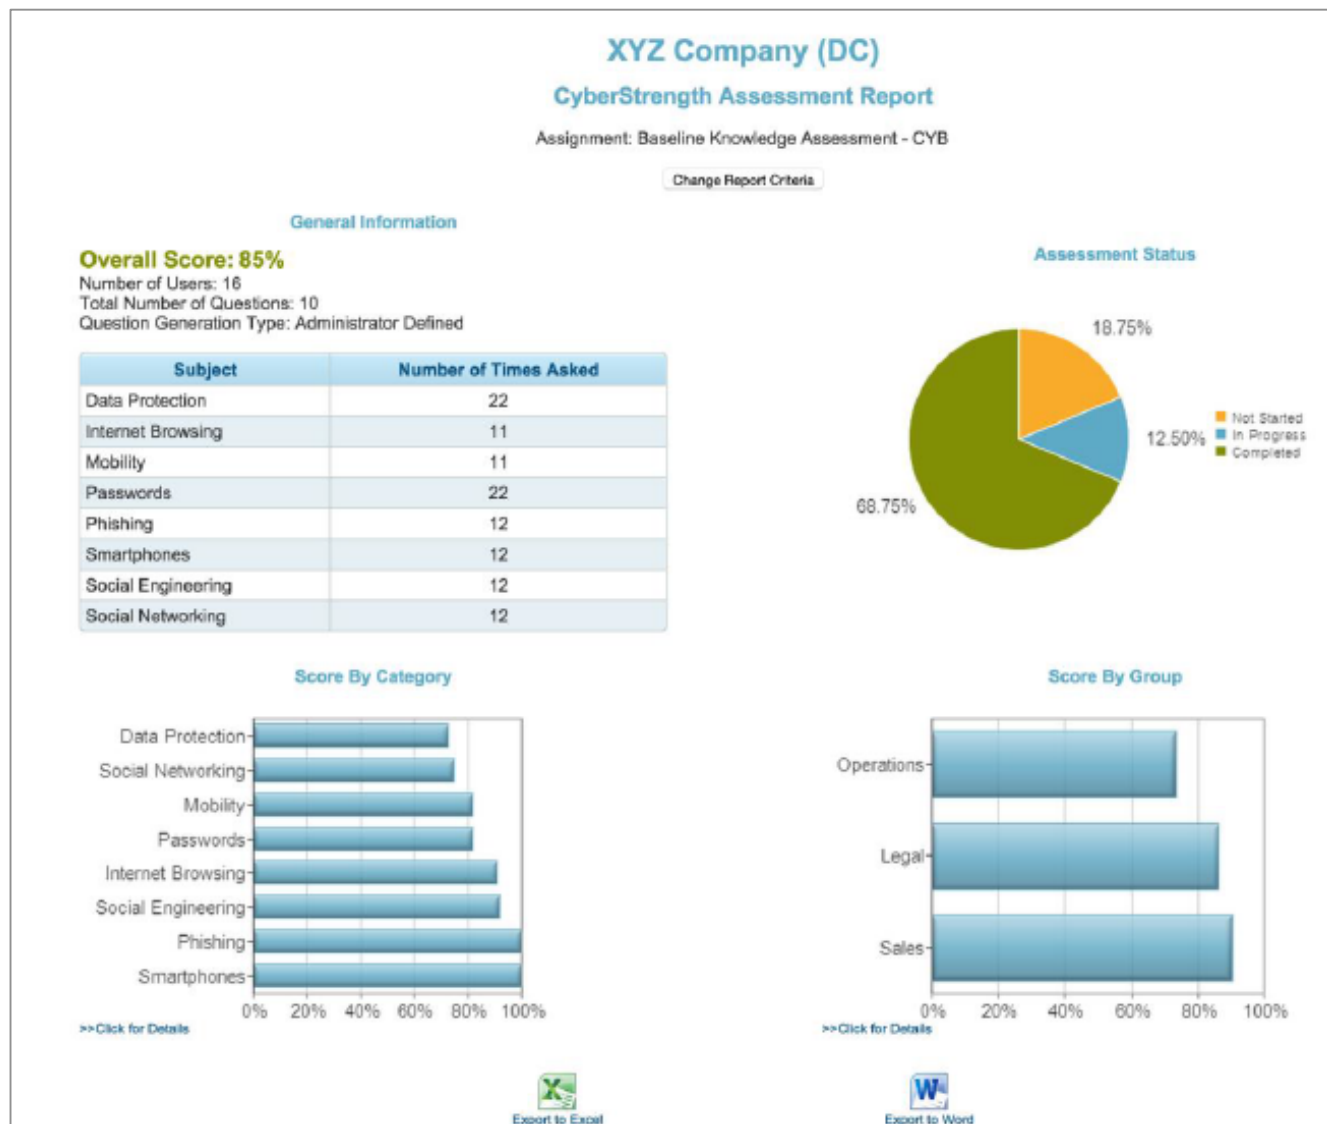 XYZ Company (DC)
CyberStrength Assessment Report
Assignment: Baseline Knowledge Assessment - CYB
Change Report Criteria
General Information
Overall Score: 85%
Number of Users: 16
Total Number of Questions: 10
Question Generation Type: Administrator Defined
Subject Number of Times Asked
Data Protection 22
Internet Browsing 11
Mobility 11
Passwords 22
Phishing 12
Smartphones 12
Social Engineering 12
Social Networking 12
Assessment Status
18.75%
12.50%
68.75%
Not Started
In Progress
Completed
Score By Category
Data Protection
Social Networking
Mobility
Passwords
Internet Browsing
Social Engineering
Phishing
Smartphones
0% 20% 40% 60% 80% 100%
>>Click for Details
Score By Group
Operations
Legal
Sales
0% 20% 40% 60% 80% 100%
>>Click for Details
Export to Excel
Export to Word